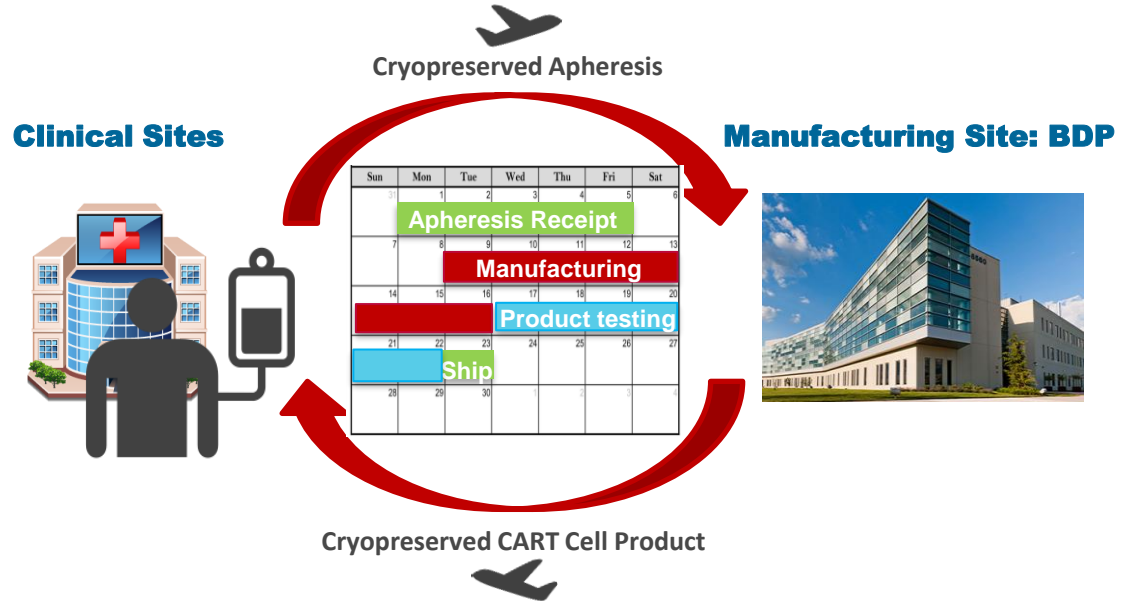 Cryopreserved Apheresis
Clinical Sites
Manufacturing Site: BDP
Sun Mon Tue Wed Thu Fri Sat
31 1 2 3 4 5 6
Apheresis Receipt
7 8 9 10 11 12 13
Manufacturing
14 15 16 17 18 19 20
Product testing
21 22 23 24 25 26 27
Ship
28 29 30 1 2 3 4
Cryopreserved CART Cell Product